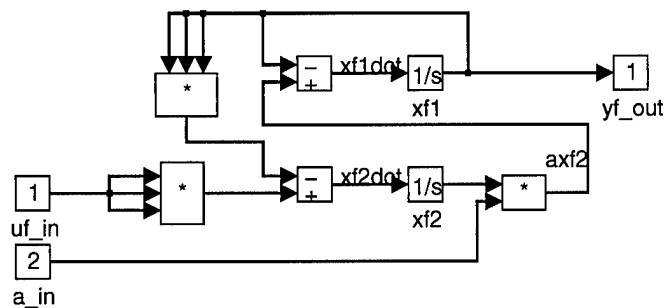 *
−
+
xf1dot
1/s
xf1
1
yf_out
axf2
1
uf_in
*
−
+
xf2dot
1/s
xf2
*
2
a_in